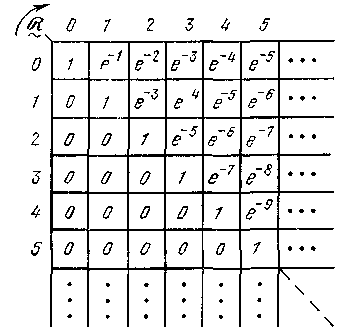 ℛ 0 1 2 3 4 5
0 1 e⁻¹ e⁻² e⁻³ e⁻⁴ e⁻⁵ •••
1 0 1 e⁻³ e⁴ e⁻⁵ e⁻⁶ •••
2 0 0 1 e⁻⁵ e⁻⁶ e⁻⁷ •••
3 0 0 0 1 e⁻⁷ e⁻⁸ •••
4 0 0 0 0 1 e⁻⁹ •••
5 0 0 0 0 0 1 •••